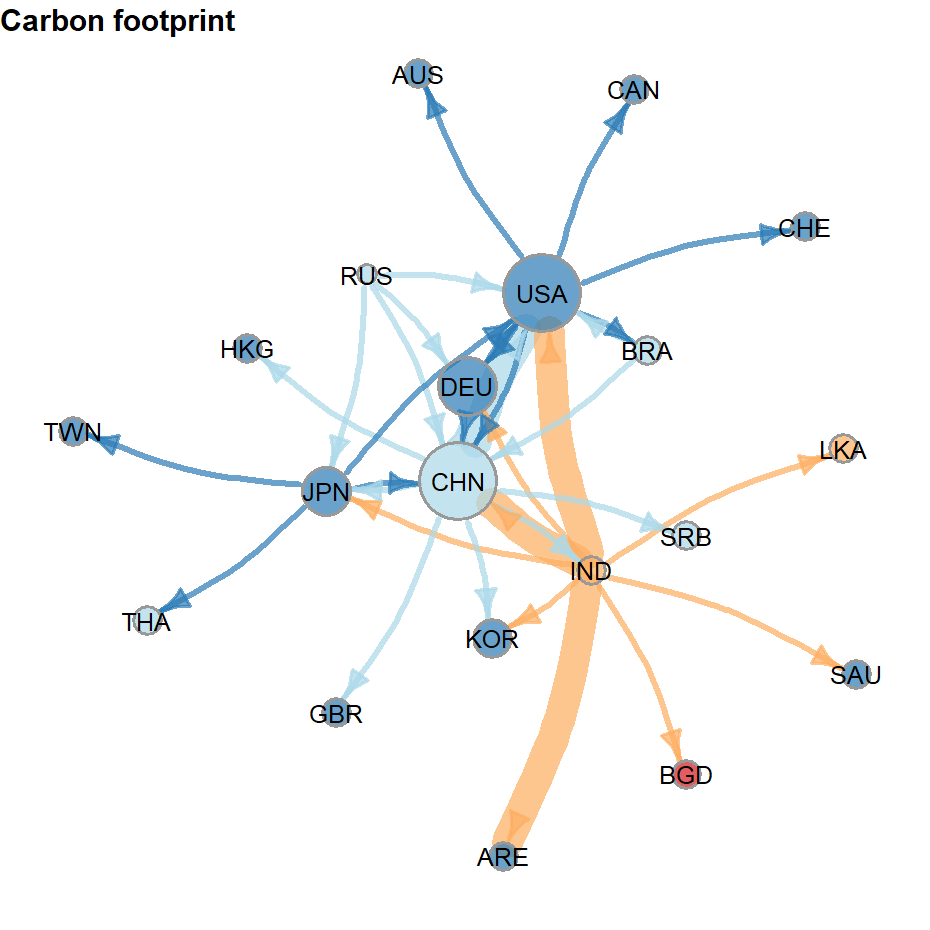 Carbon footprint
AUS
CAN
CHE
RUS
USA
HKG
BRA
DEU
TWN
LKA
CHN
JPN
SRB
IND
THA
KOR
SAU
GBR
BGD
ARE